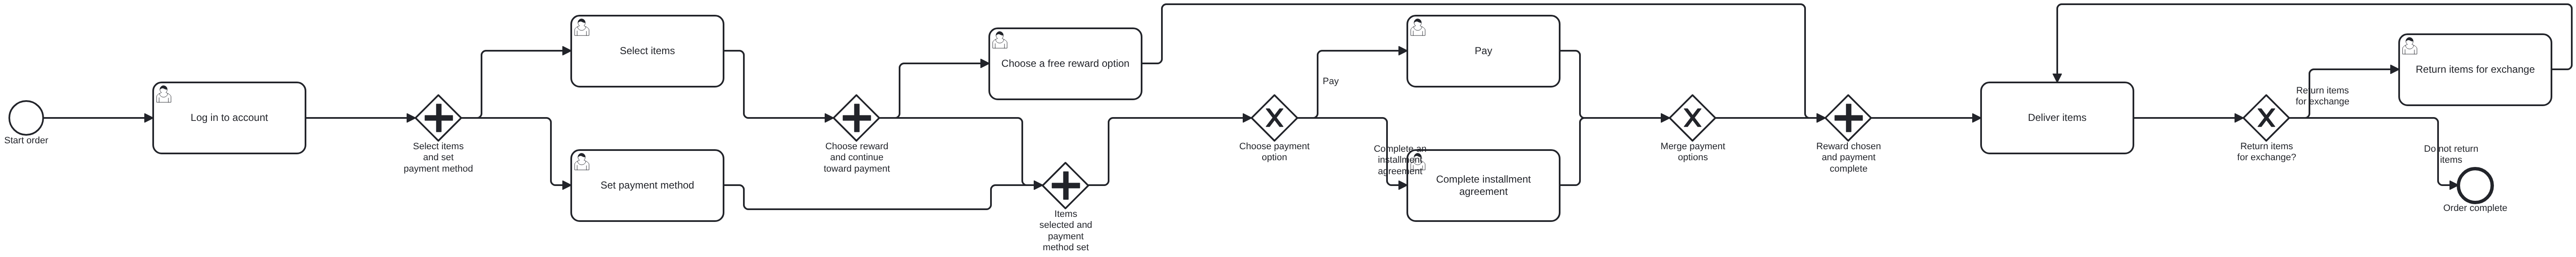 Start order
Log in to account
Select items
and set
payment method
Select items
Set payment method
Choose reward
and continue
toward payment
Choose a free reward option
Items
selected and
payment
method set
Choose payment
option
Pay
Pay
Complete an
installment
agreement
Complete installment
agreement
Merge payment
options
Reward chosen
and payment
complete
Deliver items
Return items
for exchange?
Return items
for exchange
Return items for exchange
Do not return
items
Order complete